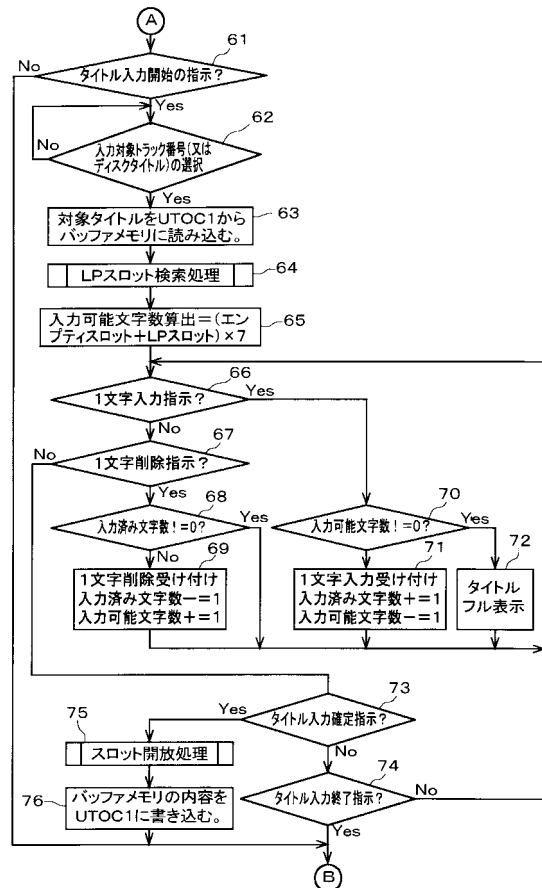 A
61
No
タイトル入力開始の指示?
Yes
62
No
入力対象トラック番号(又は
ディスクタイトル)の選択
Yes
63
対象タイトルをUTOC1から
バッファメモリに読み込む。
64
LPスロット検索処理
65
入力可能文字数算出=(エン
プティスロット+LPスロット)×7
66
1文字入力指示?
Yes
No
67
No
1文字削除指示?
Yes
68
入力済み文字数!=0?
Yes
No
70
入力可能文字数!=0?
Yes
No
69
1文字削除受け付け
入力済み文字数-=1
入力可能文字数+=1
71
1文字入力受け付け
入力済み文字数+=1
入力可能文字数-=1
72
タイトル
フル表示
73
タイトル入力確定指示?
Yes
No
75
スロット開放処理
74
タイトル入力終了指示?
No
Yes
76
バッファメモリの内容を
UTOC1に書き込む。
B